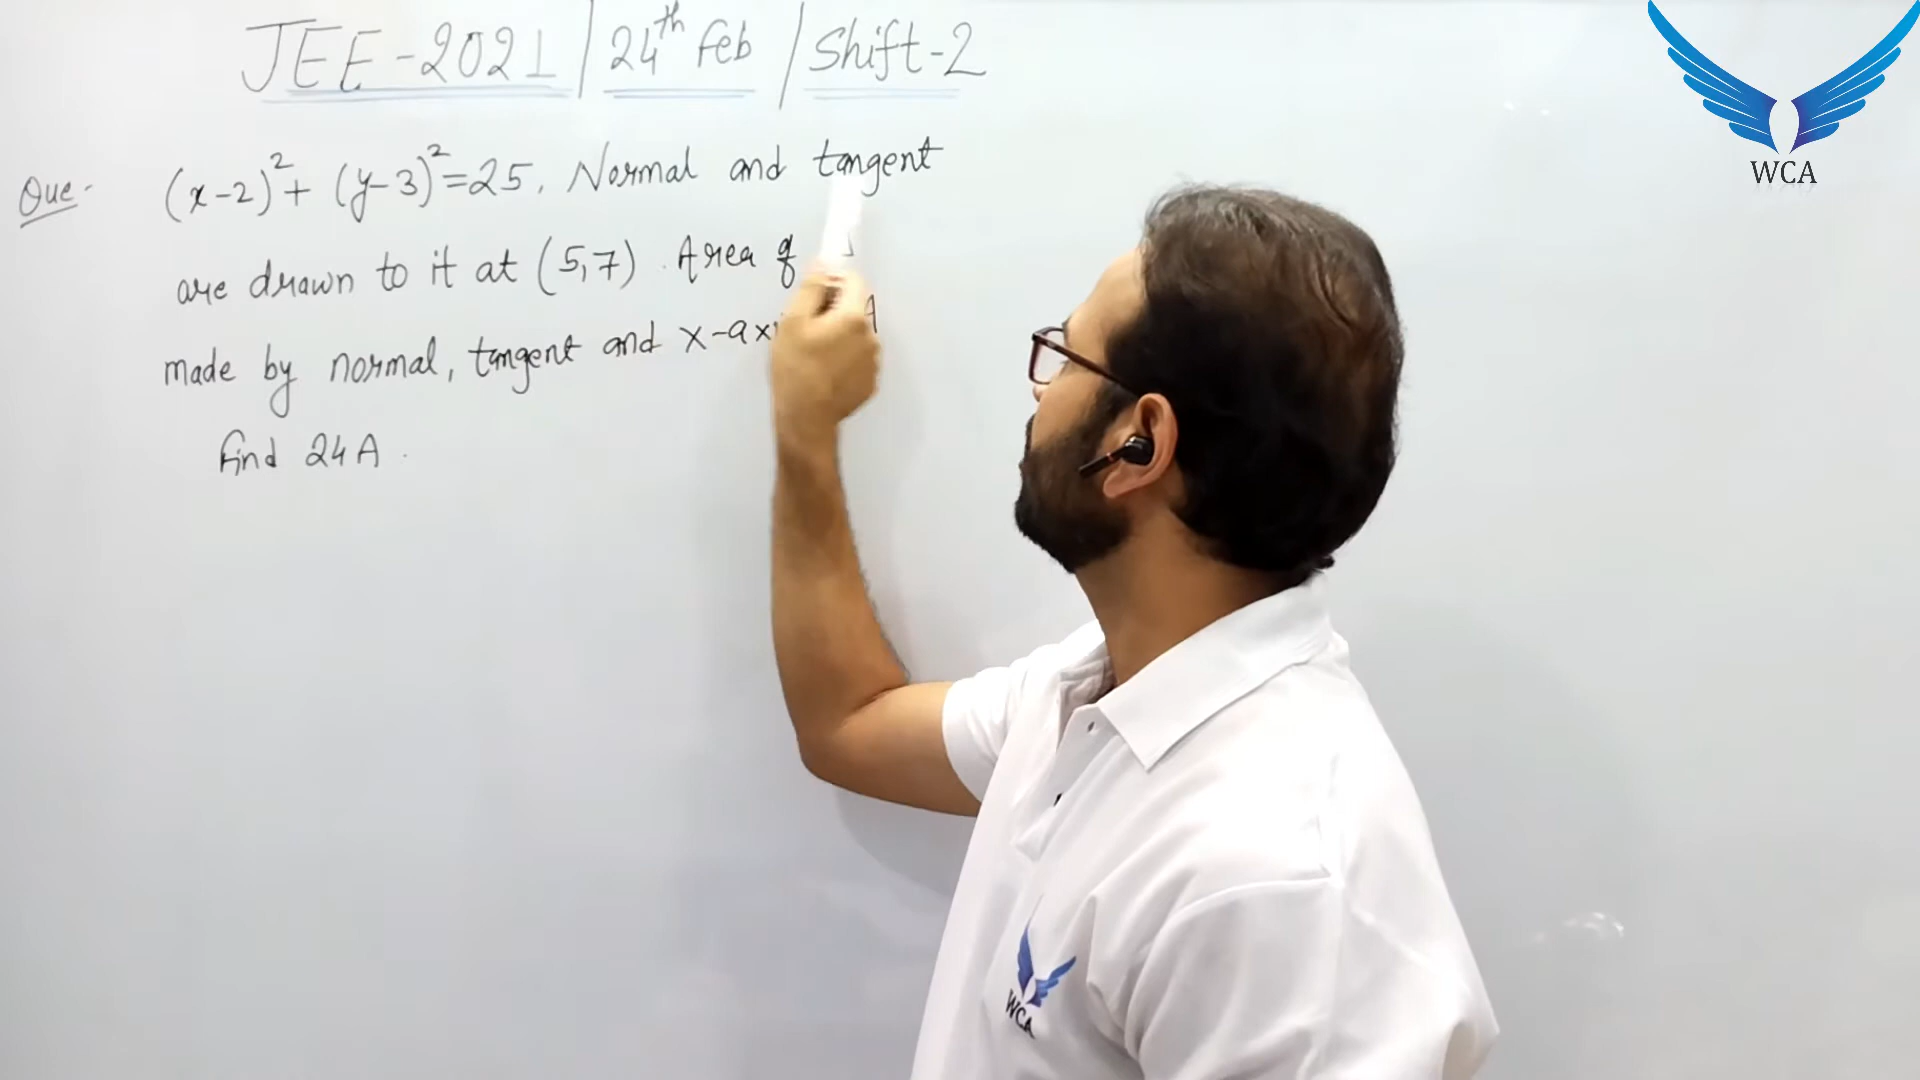 JEE-2021 / 24th Feb / Shift-2
WCA
Que- (x-2)²+ (y-3)²=25. Normal and tangent
are drawn to it at (5,7). Area of
made by normal, tangent and X-ax A
find 24A.
WCA